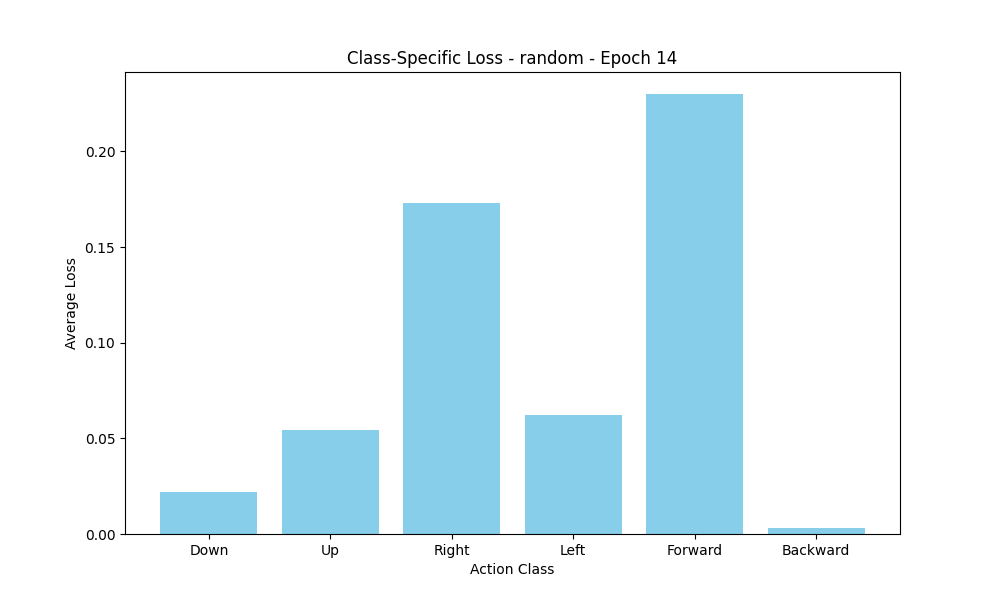 Class-Specific Loss - random - Epoch 14
Average Loss
0.20
0.15
0.10
0.05
0.00
Down Up Right Left Forward Backward
Action Class